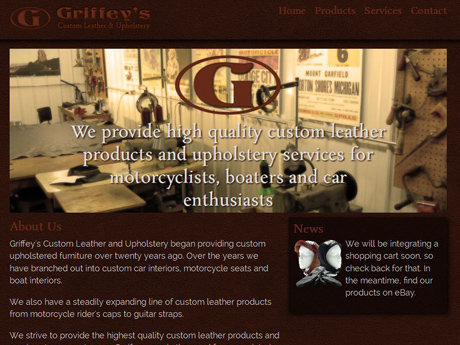 G Griffey's
Custom Leather & Upholstery
Home Products Services Contact
G
MOUNT GARFIELD
NORTON SHORES MICHIGAN
We provide high quality custom leather
products and upholstery services for
motorcyclists, boaters and car
enthusiasts
About Us
Griffey's Custom Leather and Upholstery began providing custom
upholstered furniture over twenty years ago. Over the years we
have branched out into custom car interiors, motorcycle seats and
boat interiors.
We also have a steadily expanding line of custom leather products
from motorcycle rider's caps to guitar straps.
We strive to provide the highest quality custom leather products and
News
We will be integrating a
shopping cart soon, so
check back for that. In
the meantime, find our
products on eBay.